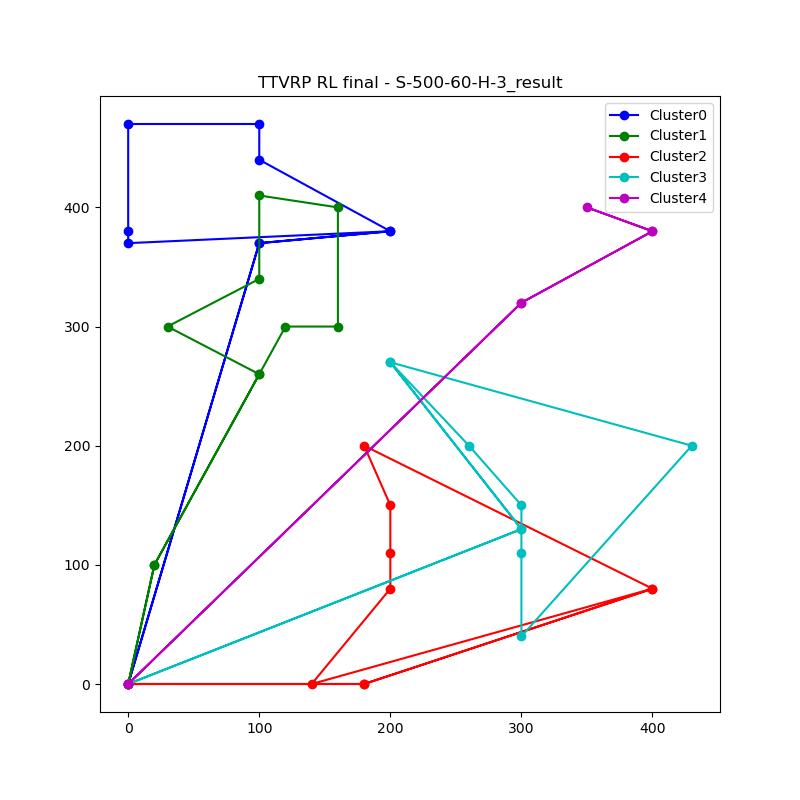 TTVRP RL final - S-500-60-H-3_result
Cluster0
Cluster1
Cluster2
Cluster3
Cluster4
400
300
200
100
0
0 100 200 300 400